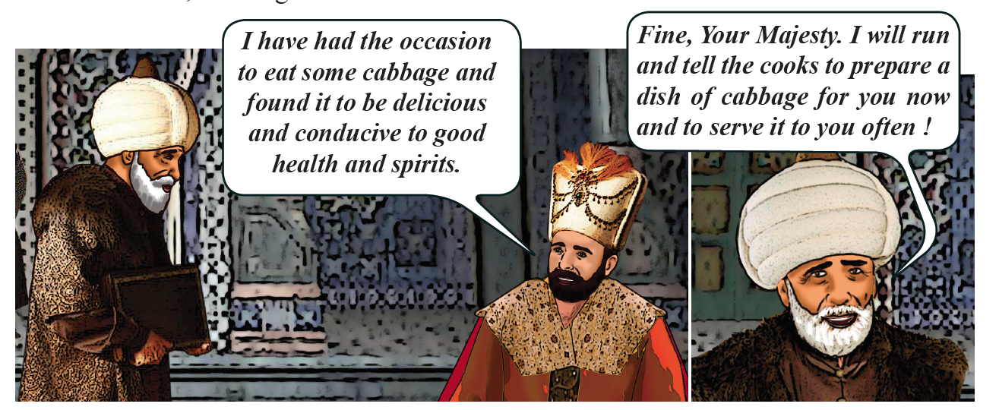 I have had the occasion
to eat some cabbage and
found it to be delicious
and conducive to good
health and spirits.
Fine, Your Majesty. I will run
and tell the cooks to prepare a
dish of cabbage for you now
and to serve it to you often !